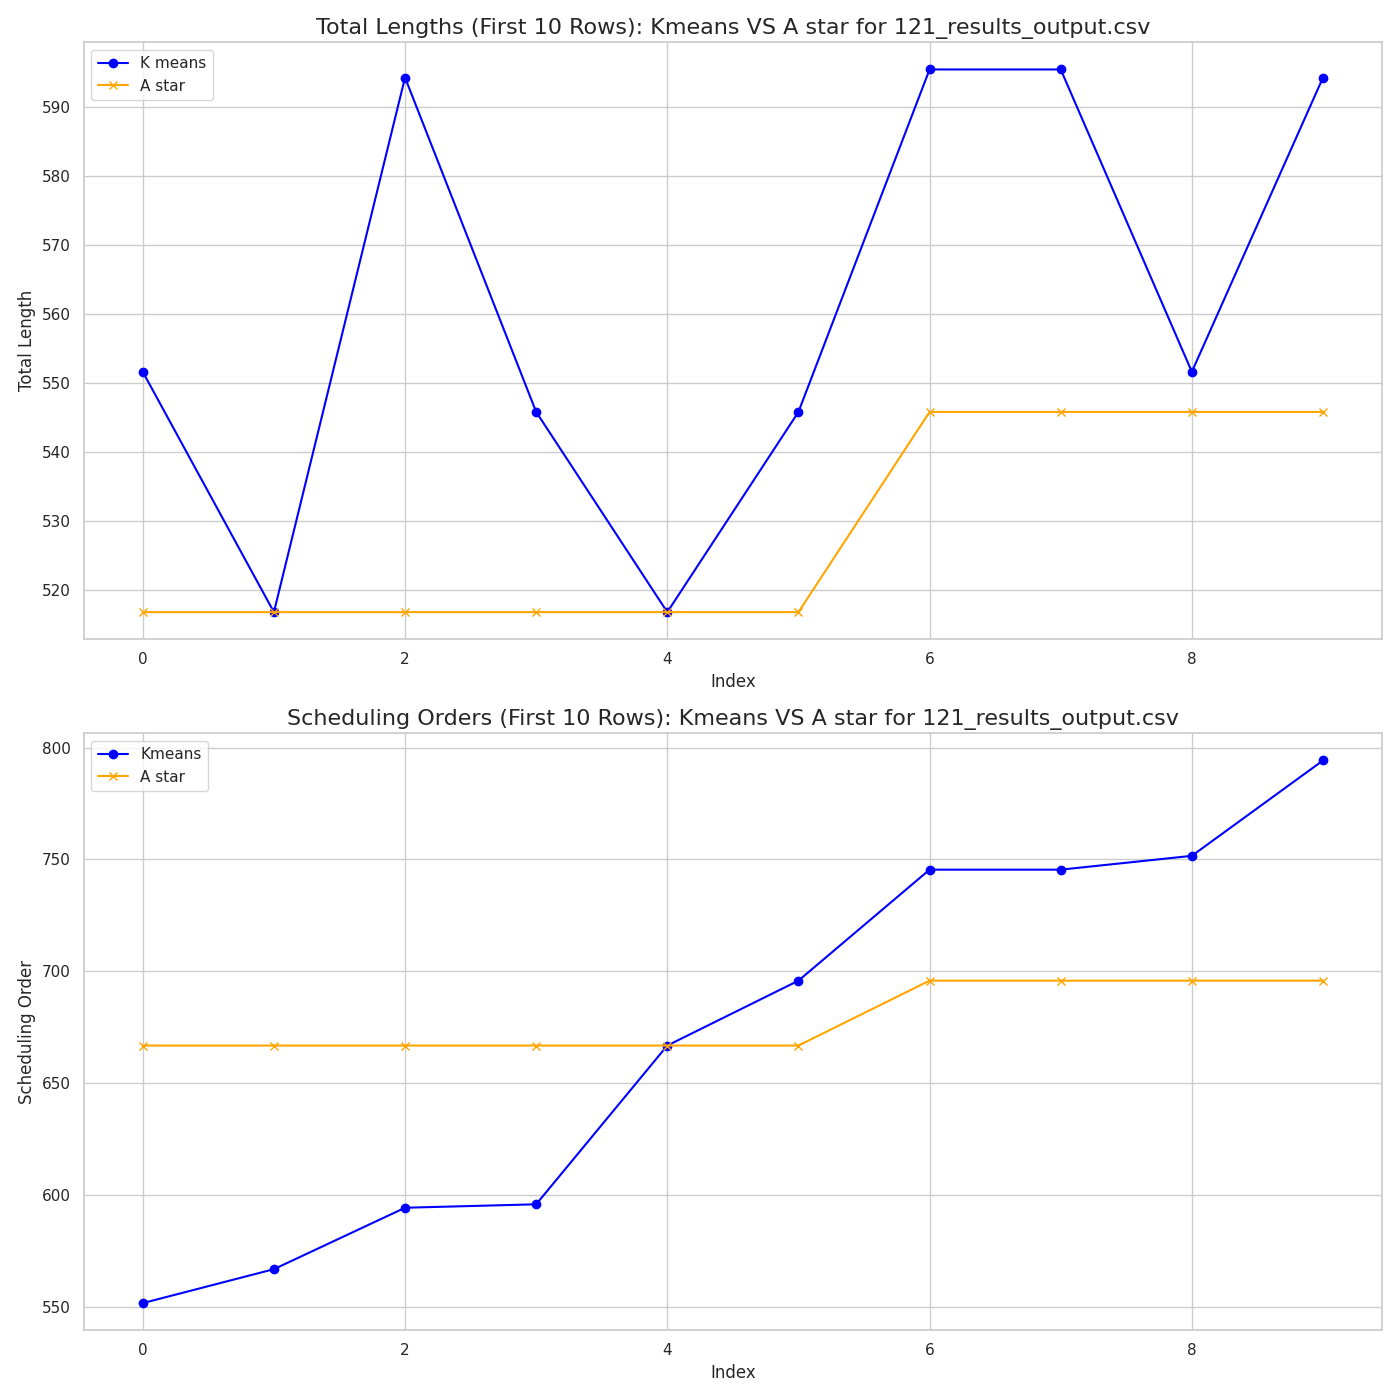 Total Lengths (First 10 Rows): Kmeans VS A star for 121_results_output.csv
K means
A star
590
580
570
560
550
540
530
520
Total Length
0 2 4 6 8
Index
Scheduling Orders (First 10 Rows): Kmeans VS A star for 121_results_output.csv
Kmeans
A star
800
750
700
650
600
550
Scheduling Order
0 2 4 6 8
Index